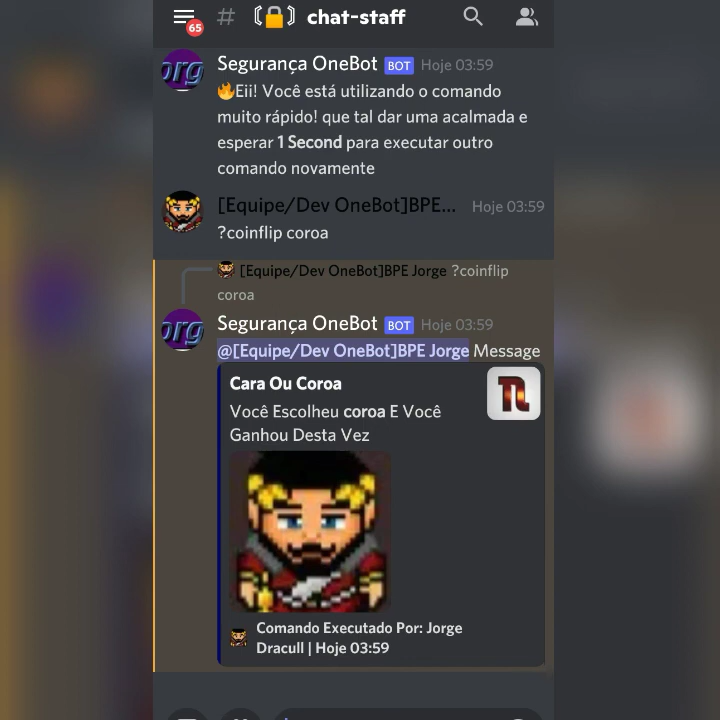 65
# 〘🔒〙 chat-staff
org
Segurança OneBot BOT Hoje 03:59
🔥Eii! Você está utilizando o comando
muito rápido! que tal dar uma acalmada e
esperar 1 Second para executar outro
comando novamente
[Equipe/Dev OneBot]BPE... Hoje 03:59
?coinflip coroa
[Equipe/Dev OneBot]BPE Jorge ?coinflip
coroa
org
Segurança OneBot BOT Hoje 03:59
@[Equipe/Dev OneBot]BPE Jorge Message
Cara Ou Coroa
Você Escolheu coroa E Você
Ganhou Desta Vez
Comando Executado Por: Jorge
Dracull | Hoje 03:59